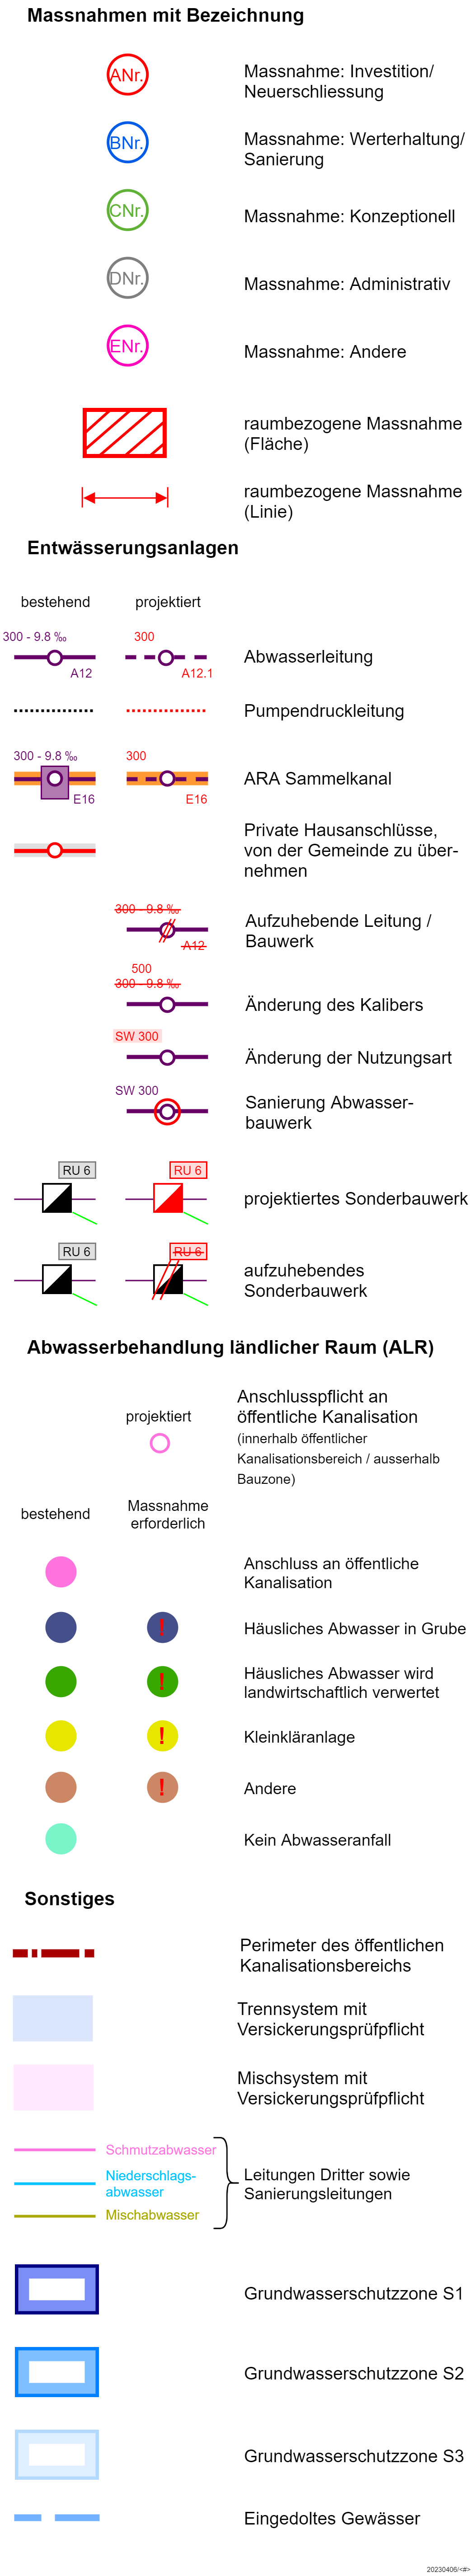 Massnahmen mit Bezeichnung
ANr.
Massnahme: Investition/
Neuerschliessung
BNr.
Massnahme: Werterhaltung/
Sanierung
CNr.
Massnahme: Konzeptionell
DNr.
Massnahme: Administrativ
ENr.
Massnahme: Andere
raumbezogene Massnahme
(Fläche)
raumbezogene Massnahme
(Linie)
Entwässerungsanlagen
bestehend projektiert
300 - 9.8 ‰ 300
Abwasserleitung
A12 A12.1
Pumpendruckleitung
300 - 9.8 ‰ 300
ARA Sammelkanal
E16 E16
Private Hausanschlüsse,
von der Gemeinde zu über-
nehmen
300 - 9.8 ‰
Aufzuhebende Leitung /
Bauwerk
A12
500
300 - 9.8 ‰
Änderung des Kalibers
SW 300
Änderung der Nutzungsart
SW 300
Sanierung Abwasser-
bauwerk
RU 6 RU 6
projektiertes Sonderbauwerk
RU 6 RU 6
aufzuhebendes
Sonderbauwerk
Abwasserbehandlung ländlicher Raum (ALR)
projektiert
Anschlusspflicht an
öffentliche Kanalisation
(innerhalb öffentlicher
Kanalisationsbereich / ausserhalb
Bauzone)
bestehend
Massnahme
erforderlich
Anschluss an öffentliche
Kanalisation
!
Häusliches Abwasser in Grube
!
Häusliches Abwasser wird
landwirtschaftlich verwertet
!
Kleinkläranlage
!
Andere
Kein Abwasseranfall
Sonstiges
Perimeter des öffentlichen
Kanalisationsbereichs
Trennsystem mit
Versickerungsprüfpflicht
Mischsystem mit
Versickerungsprüfpflicht
Schmutzabwasser
Niederschlags-
abwasser
Mischabwasser
Leitungen Dritter sowie
Sanierungsleitungen
Grundwasserschutzzone S1
Grundwasserschutzzone S2
Grundwasserschutzzone S3
Eingedoltes Gewässer
20230406/<#>